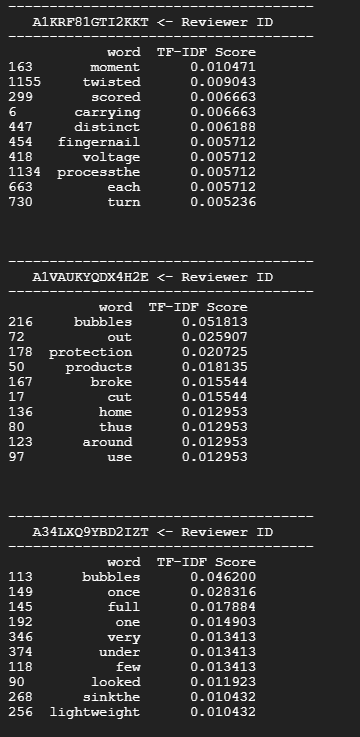 --------------------------------------
A1KRF81GTI2KKT <- Reviewer ID
--------------------------------------
word TF-IDF Score
163 moment 0.010471
1155 twisted 0.009043
299 scored 0.006663
6 carrying 0.006663
447 distinct 0.006188
454 fingernail 0.005712
418 voltage 0.005712
1134 processthe 0.005712
663 each 0.005712
730 turn 0.005236
--------------------------------------
A1VAUKYQDX4H2E <- Reviewer ID
--------------------------------------
word TF-IDF Score
216 bubbles 0.051813
72 out 0.025907
178 protection 0.020725
50 products 0.018135
167 broke 0.015544
17 cut 0.015544
136 home 0.012953
80 thus 0.012953
123 around 0.012953
97 use 0.012953
--------------------------------------
A34LXQ9YBD2IZT <- Reviewer ID
--------------------------------------
word TF-IDF Score
113 bubbles 0.046200
149 once 0.028316
145 full 0.017884
192 one 0.014903
346 very 0.013413
374 under 0.013413
118 few 0.013413
90 looked 0.011923
268 sinkthe 0.010432
256 lightweight 0.010432